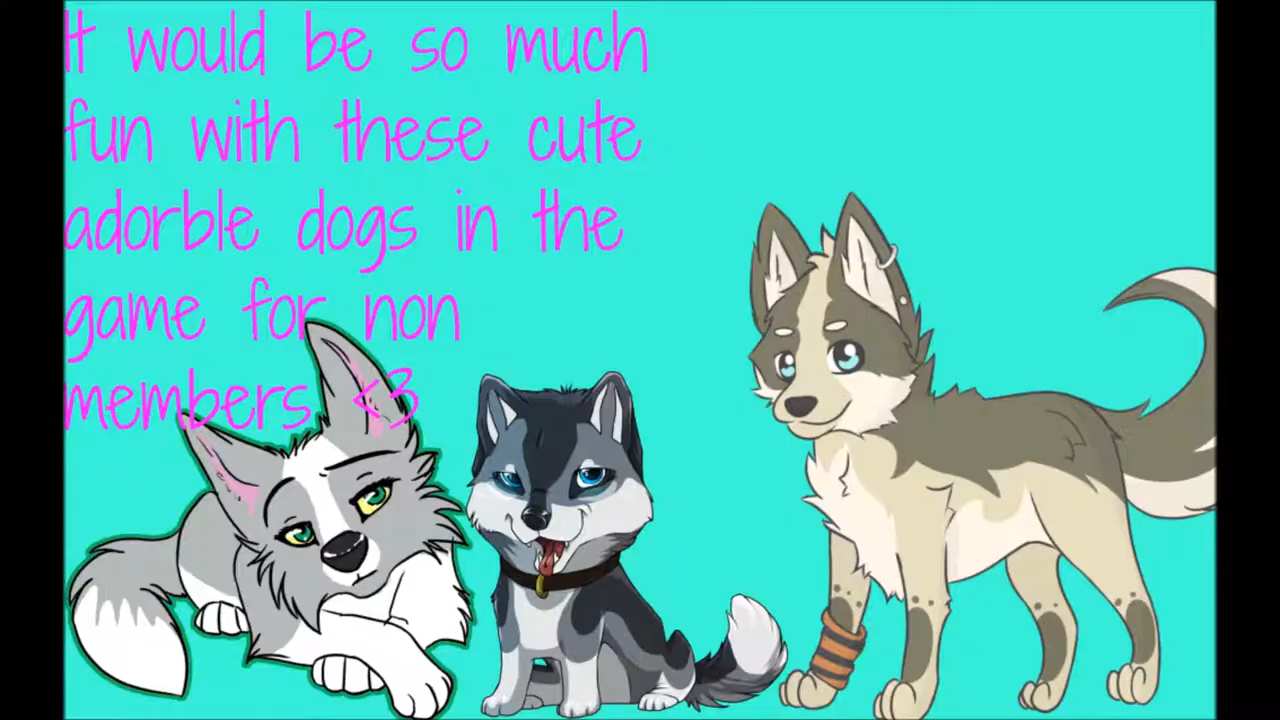 It would be so much
fun with these cute
adorble dogs in the
game for non
members <3